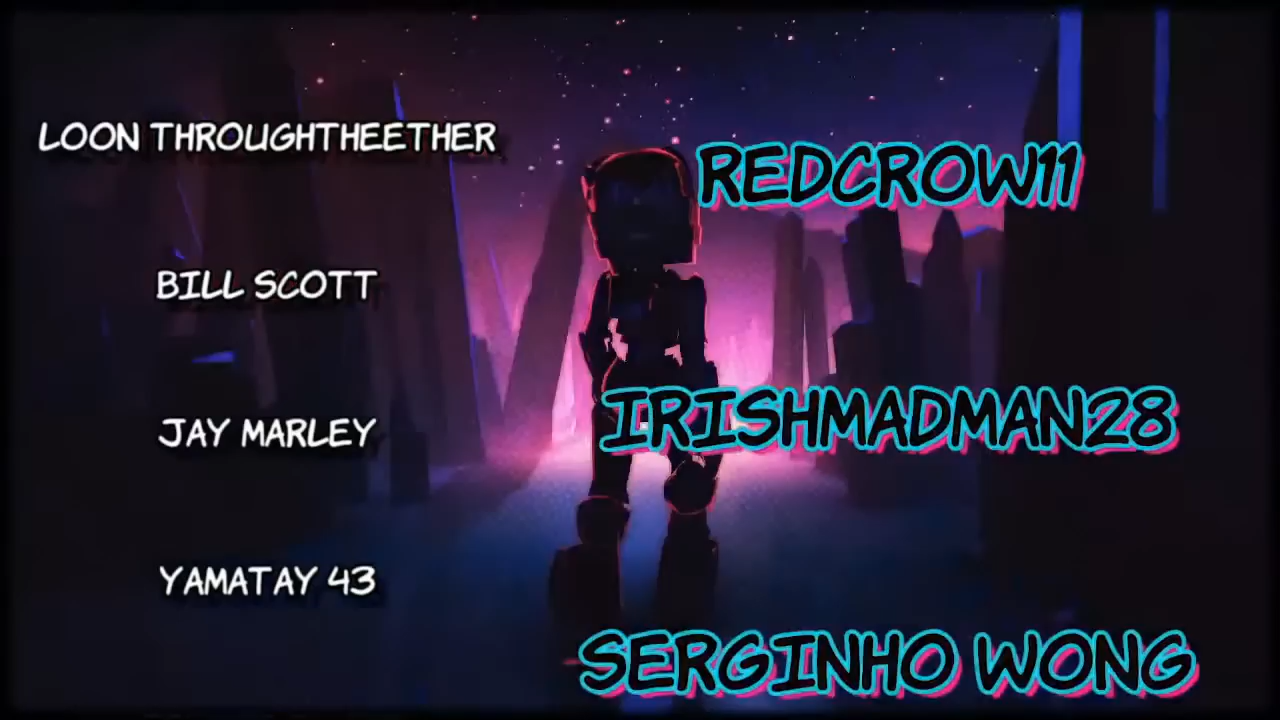 LOON THROUGHTHEETHER
REDCROW11
BILL SCOTT
IRISHMADMAN28
JAY MARLEY
YAMATAY 43
SERGINHO WONG